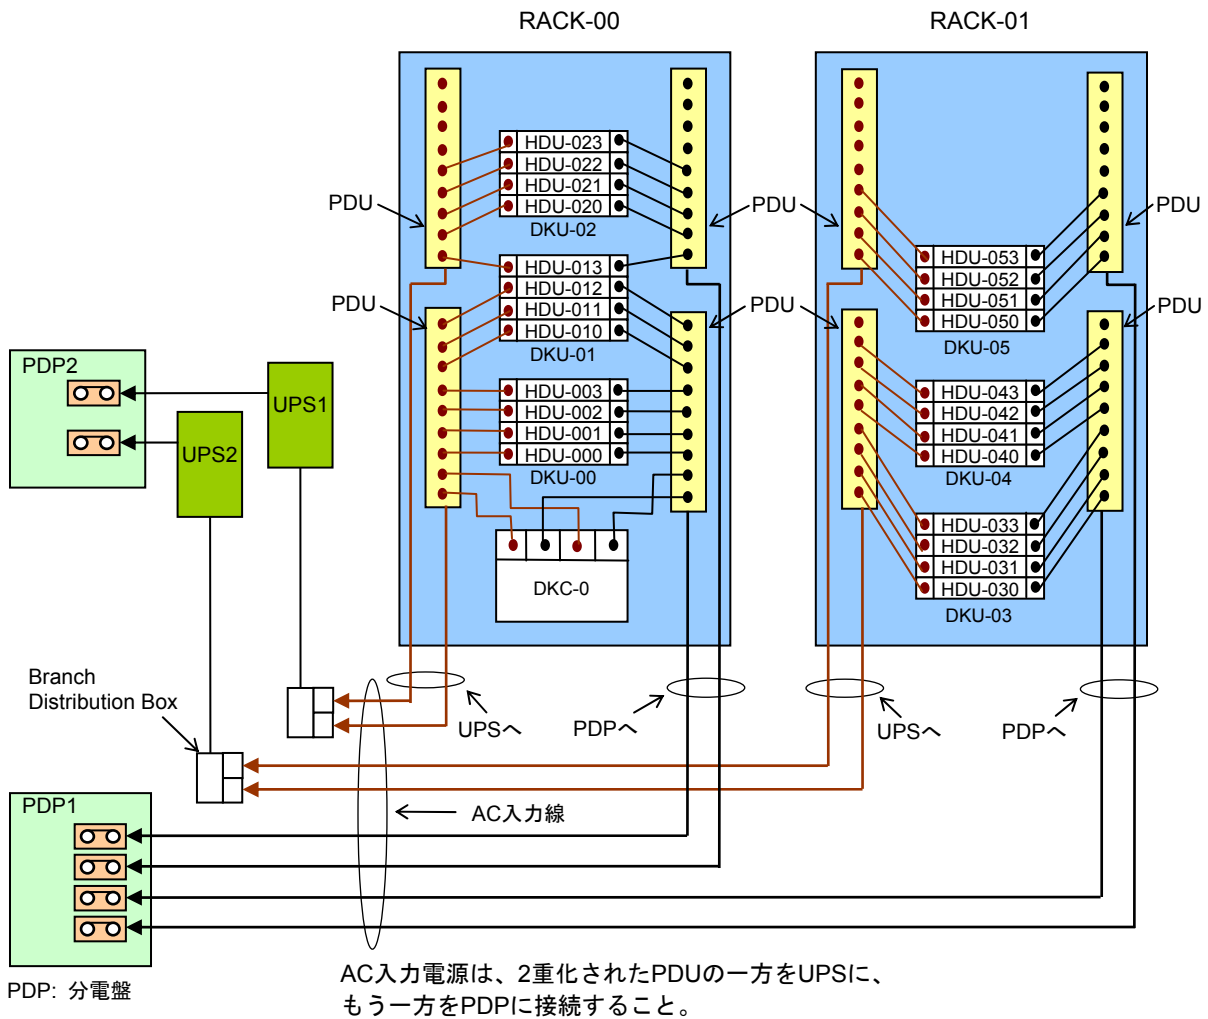 RACK-00
RACK-01
HDU-023
HDU-022
HDU-021
HDU-020
DKU-02
PDU
PDU
PDU
HDU-013
HDU-012
HDU-011
HDU-010
DKU-01
PDU
PDU
PDU
HDU-053
HDU-052
HDU-051
HDU-050
DKU-05
HDU-003
HDU-002
HDU-001
HDU-000
DKU-00
HDU-043
HDU-042
HDU-041
HDU-040
DKU-04
DKC-0
HDU-033
HDU-032
HDU-031
HDU-030
DKU-03
PDP2
UPS1
UPS2
Branch
Distribution Box
UPSへ
PDPへ
UPSへ
PDPへ
AC入力線
PDP1
PDP: 分電盤
AC入力電源は、2重化されたPDUの一方をUPSに、
もう一方をPDPに接続すること。